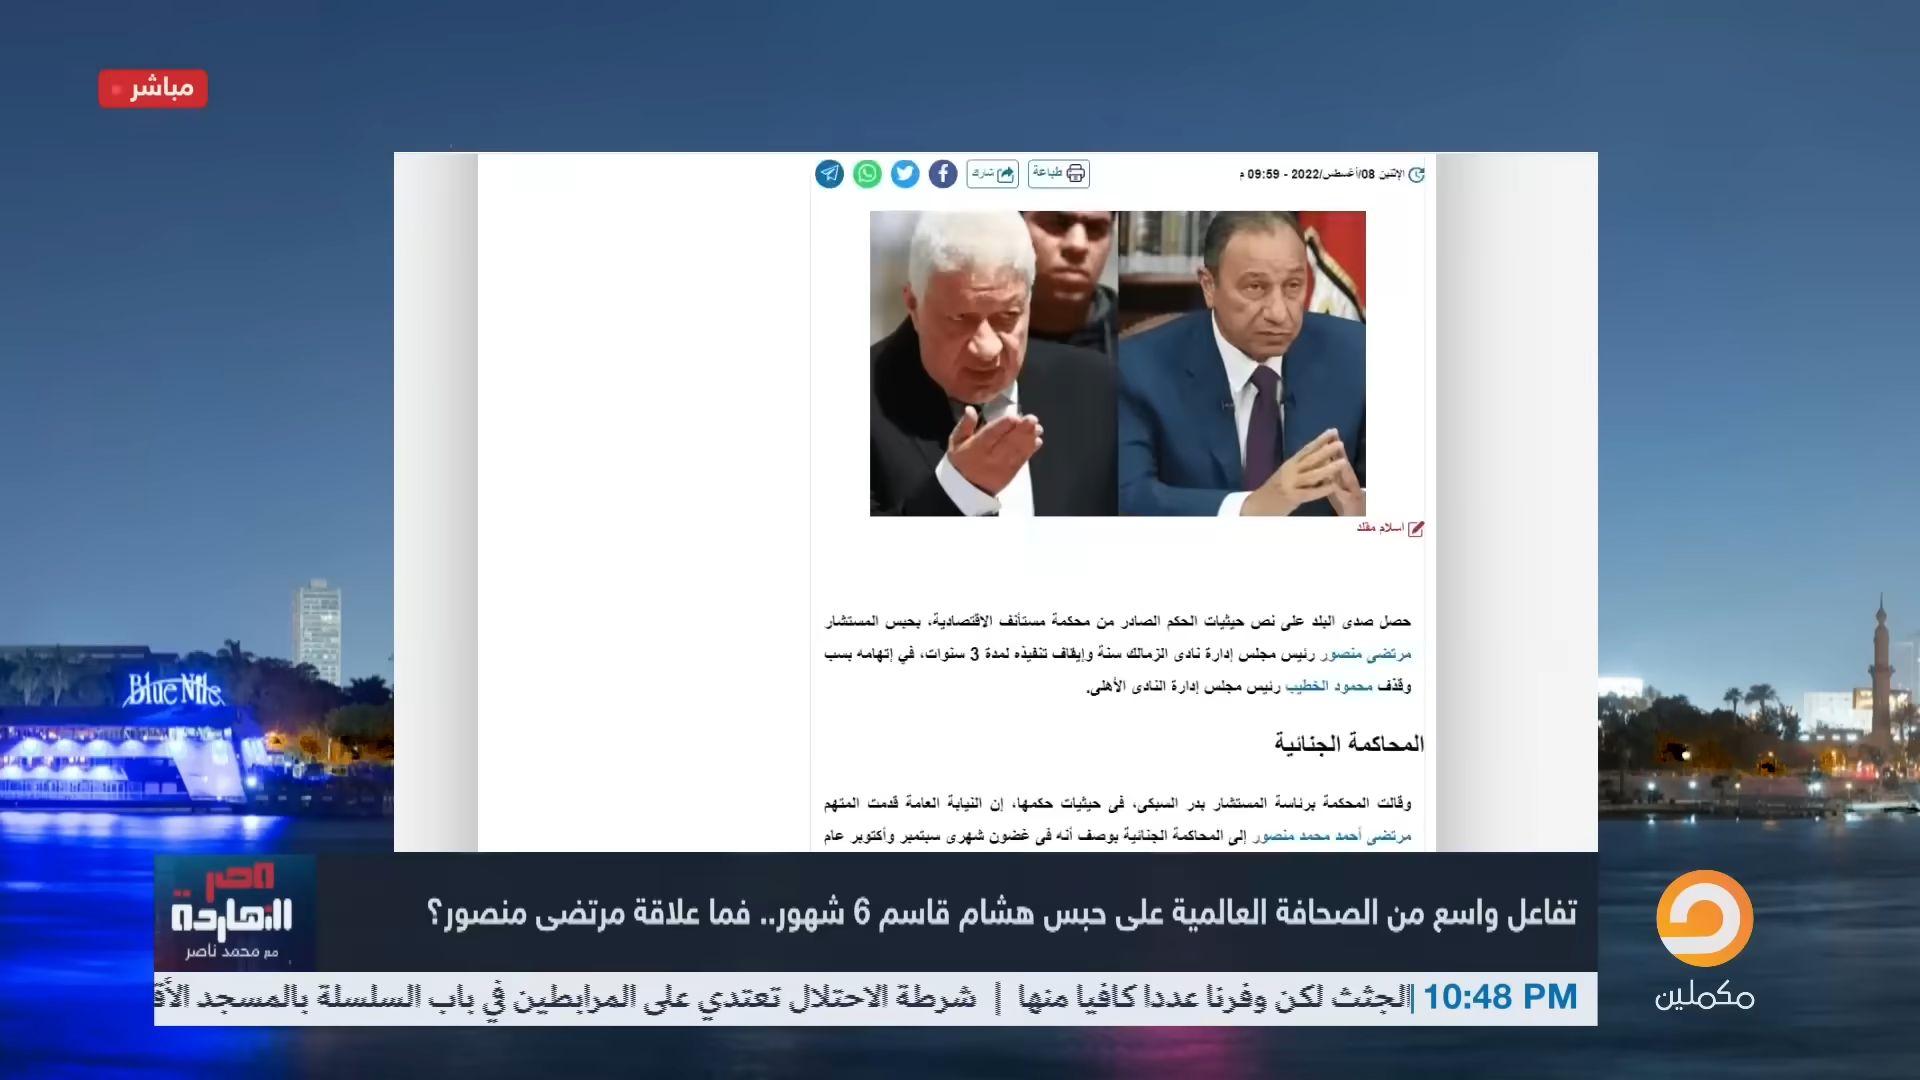 مباشر
الإثنين 08/أغسطس/2022 - 09:59 م
طباعة
شارك
اسلام مقلد
حصل صدى البلد على نص حيثيات الحكم الصادر من محكمة مستأنف الاقتصادية، بحبس المستشار
مرتضى منصور رئيس مجلس إدارة نادى الزمالك سنة وإيقاف تنفيذه لمدة 3 سنوات، في إتهامه بسب
وقذف محمود الخطيب رئيس مجلس إدارة النادى الأهلى.
المحاكمة الجنائية
وقالت المحكمة برئاسة المستشار بدر السبكى، فى حيثيات حكمها، إن النيابة العامة قدمت المتهم
مرتضى أحمد محمد منصور إلى المحاكمة الجنائية بوصف أنه فى غضون شهرى سبتمبر وأكتوبر عام
Blue Nile
تفاعل واسع من الصحافة العالمية على حبس هشام قاسم 6 شهور.. فما علاقة مرتضى منصور؟
مصر
النهاردة
مع محمد ناصر
10:48 PM
الجثث لكن وفرنا عددا كافيا منها | شرطة الاحتلال تعتدي على المرابطين في باب السلسلة بالمسجد الأق
مكملين